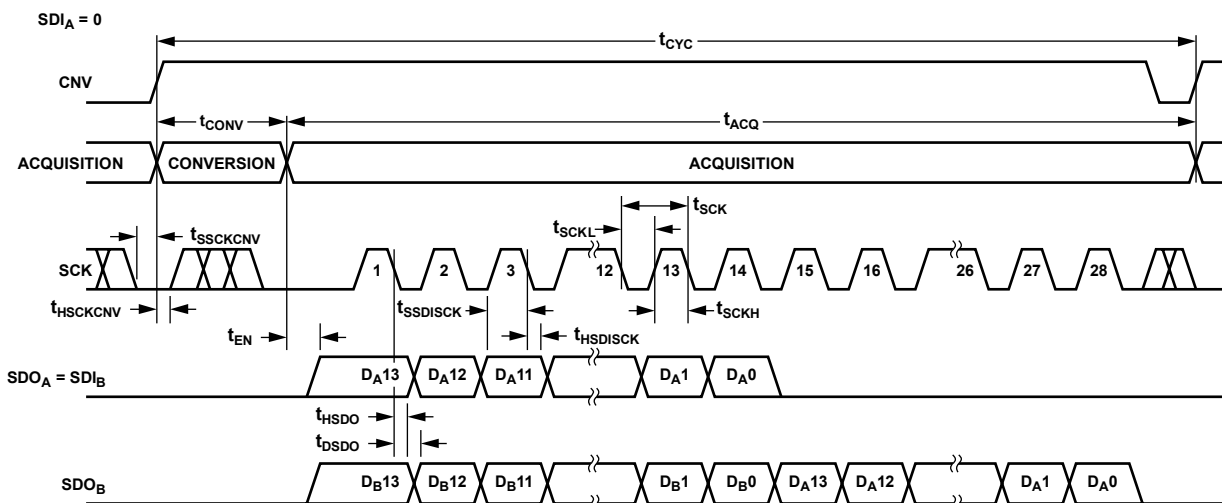 SDIA = 0
tCYC
CNV
tCONV
tACQ
ACQUISITION CONVERSION ACQUISITION
tSCK
tSCKL
tSSCKCNV
SCK 1 2 3 12 13 14 15 16 26 27 28
tHSCKCNV
tSSDISCK
tSCKH
tEN
tHSDISCK
SDOA = SDIB DA13 DA12 DA11 DA1 DA0
tHSDO
tDSDO
SDOB DB13 DB12 DB11 DB1 DB0 DA13 DA12 DA1 DA0